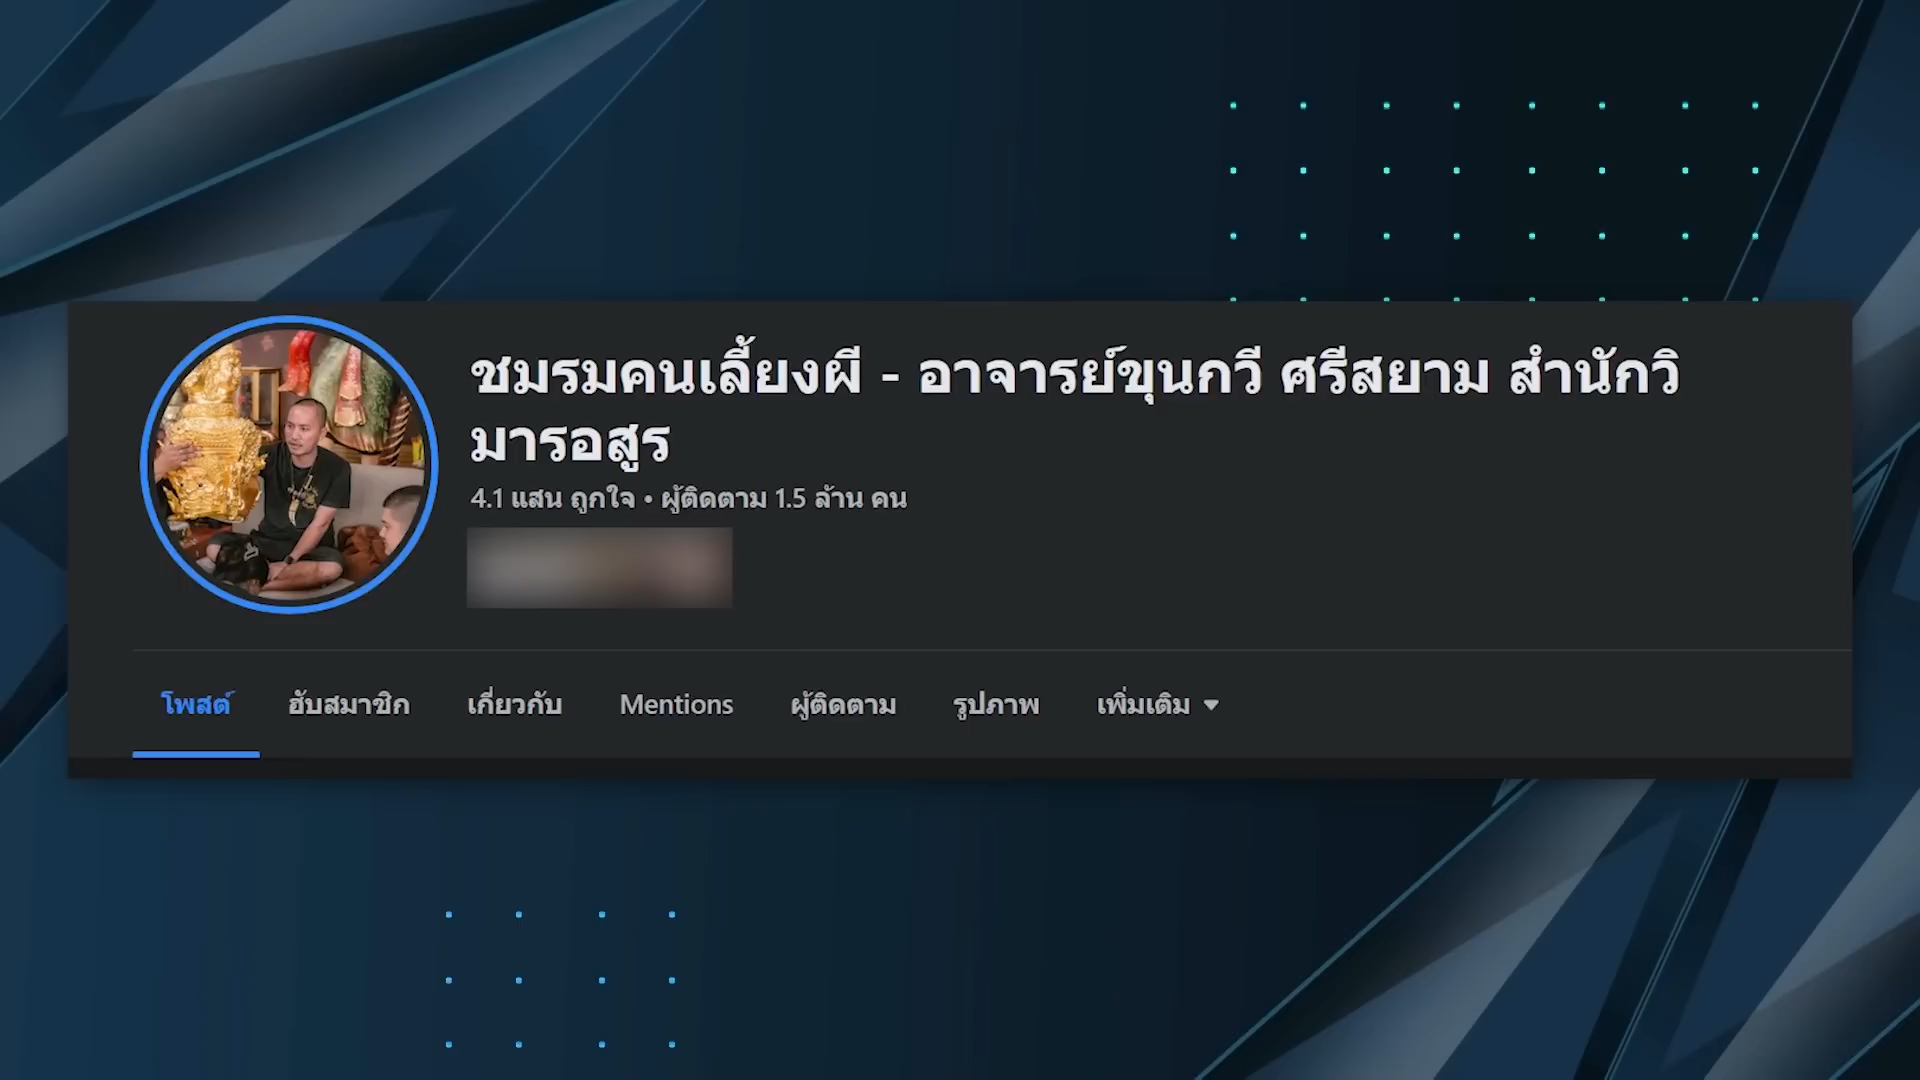 ชมรมคนเลี้ยงผี - อาจารย์ขุนกวี ศรีสยาม สำนักวิ
มารอสูร
4.1 แสน ถูกใจ • ผู้ติดตาม 1.5 ล้าน คน
โพสต์ ฮับสมาชิก เกี่ยวกับ Mentions ผู้ติดตาม รูปภาพ เพิ่มเติม